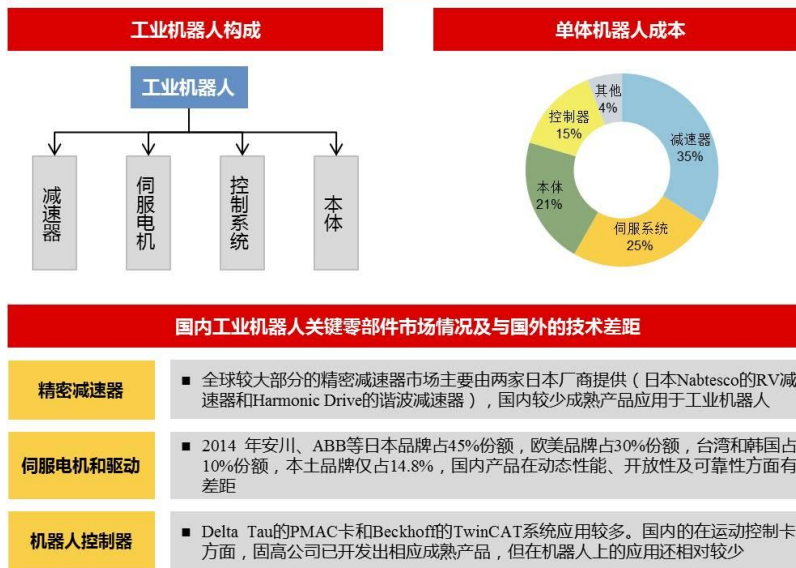 工业机器人构成
单体机器人成本
工业机器人
减速器
伺服电机
控制系统
本体
其他
4%
控制器
15%
减速器
35%
本体
21%
伺服系统
25%
国内工业机器人关键零部件市场情况及与国外的技术差距
精密减速器
■ 全球较大部分的精密减速器市场主要由两家日本厂商提供（日本Nabtesco的RV减
速器和Harmonic Drive的谐波减速器），国内较少成熟产品应用于工业机器人
伺服电机和驱动
■ 2014 年安川、ABB等日本品牌占45%份额，欧美品牌占30%份额，台湾和韩国占
10%份额，本土品牌仅占14.8%，国内产品在动态性能、开放性及可靠性方面有
差距
机器人控制器
■ Delta Tau的PMAC卡和Beckhoff的TwinCAT系统应用较多。国内的在运动控制卡
方面，固高公司已开发出相应成熟产品，但在机器人上的应用还相对较少